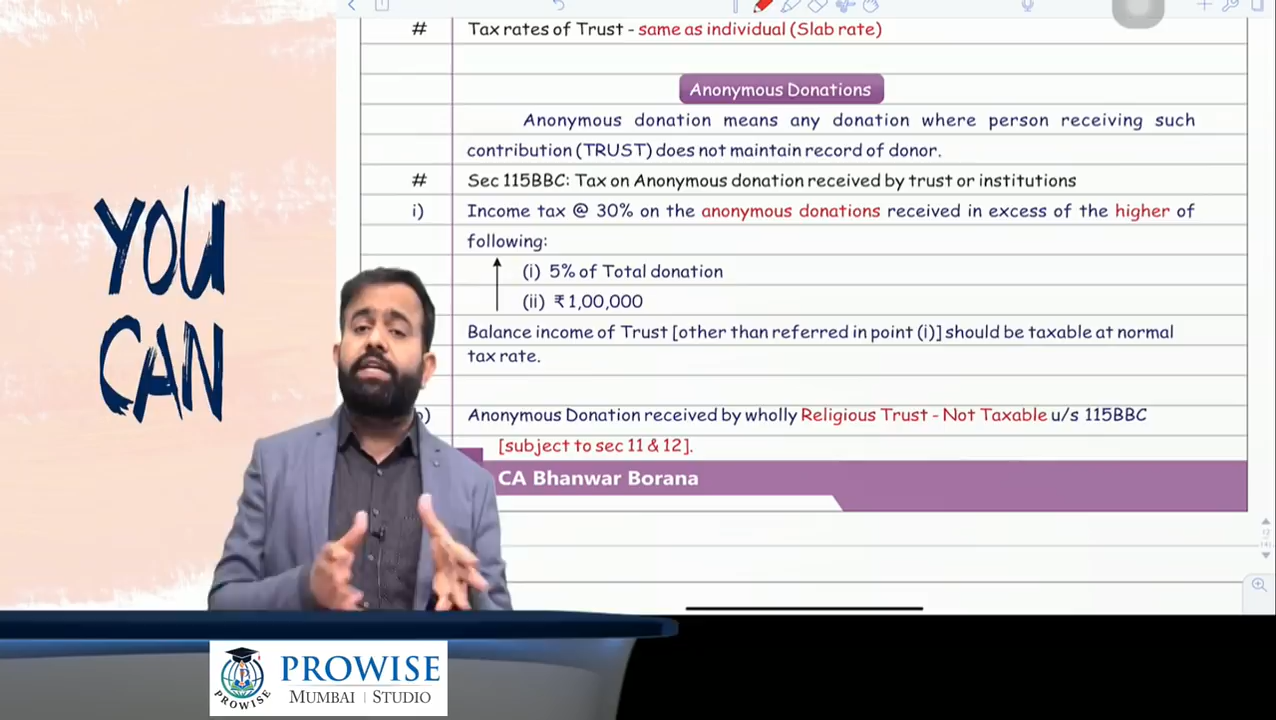 # Tax rates of Trust - same as individual (Slab rate)
Anonymous Donations
Anonymous donation means any donation where person receiving such
contribution (TRUST) does not maintain record of donor.
# Sec 115BBC: Tax on Anonymous donation received by trust or institutions
i) Income tax @ 30% on the anonymous donations received in excess of the higher of
following:
(i) 5% of Total donation
(ii) ₹ 1,00,000
Balance income of Trust [other than referred in point (i)] should be taxable at normal
tax rate.
Anonymous Donation received by wholly Religious Trust - Not Taxable u/s 115BBC
[subject to sec 11 & 12].
CA Bhanwar Borana
YOU
CAN
PROWISE
PROWISE
MUMBAI | STUDIO